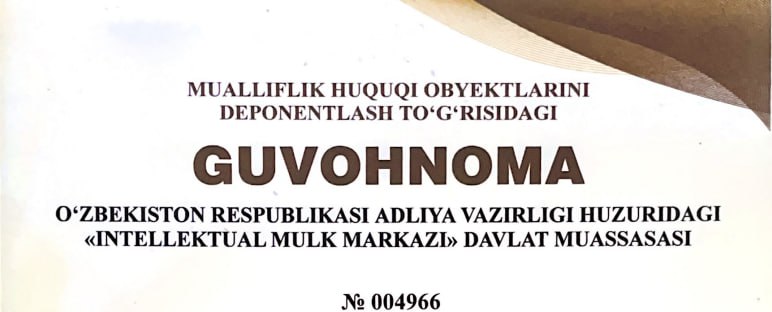 MUALLIFLIK HUQUQI OBYEKTLARINI
DEPONENTLASH TO‘G‘RISIDAGI
GUVOHNOMA
O‘ZBEKISTON RESPUBLIKASI ADLIYA VAZIRLIGI HUZURIDAGI
«INTELLEKTUAL MULK MARKAZI» DAVLAT MUASSASASI
№ 004966